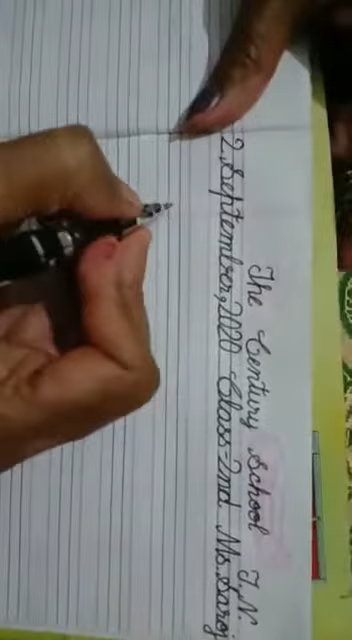 The Century School T.N.
2,September,2020 Class-2nd Ms.Saroj